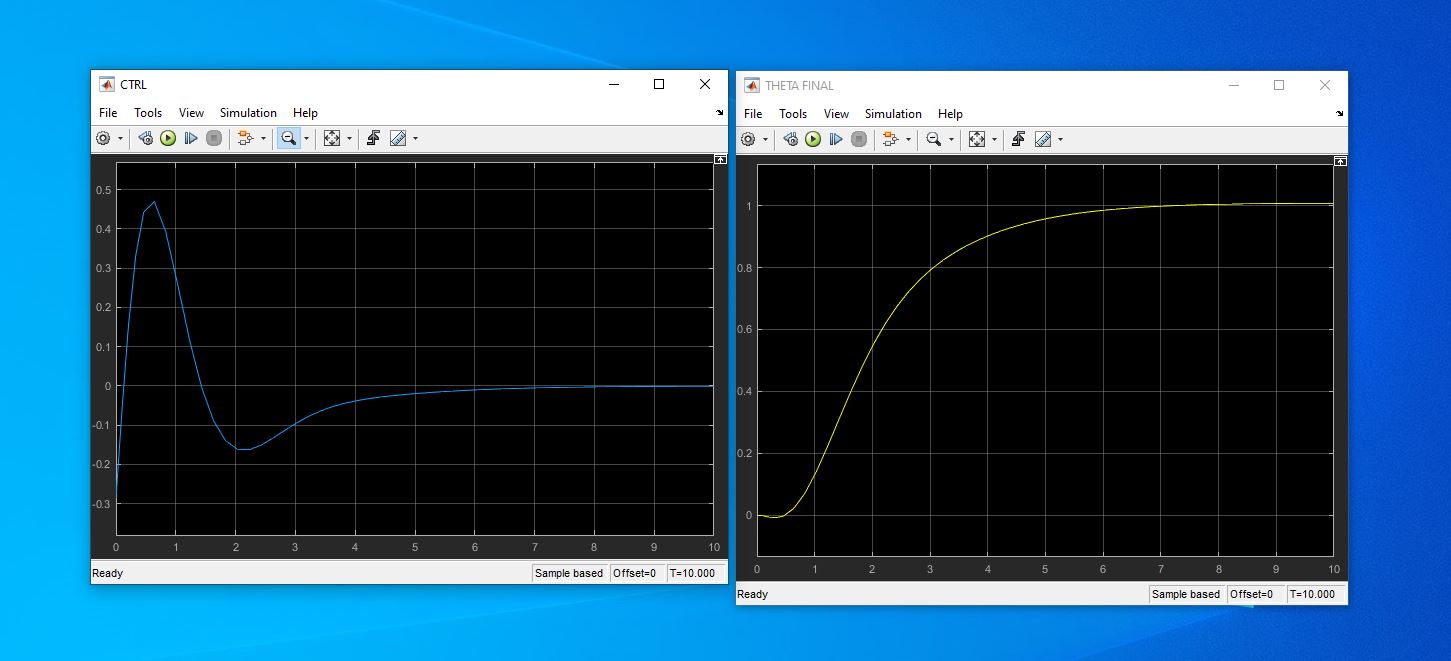 CTRL
File Tools View Simulation Help
0.5
0.4
0.3
0.2
0.1
0
-0.1
-0.2
-0.3
0 1 2 3 4 5 6 7 8 9 10
Ready Sample based Offset=0 T=10.000
THETA FINAL
File Tools View Simulation Help
1
0.8
0.6
0.4
0.2
0
0 1 2 3 4 5 6 7 8 9 10
Ready Sample based Offset=0 T=10.000